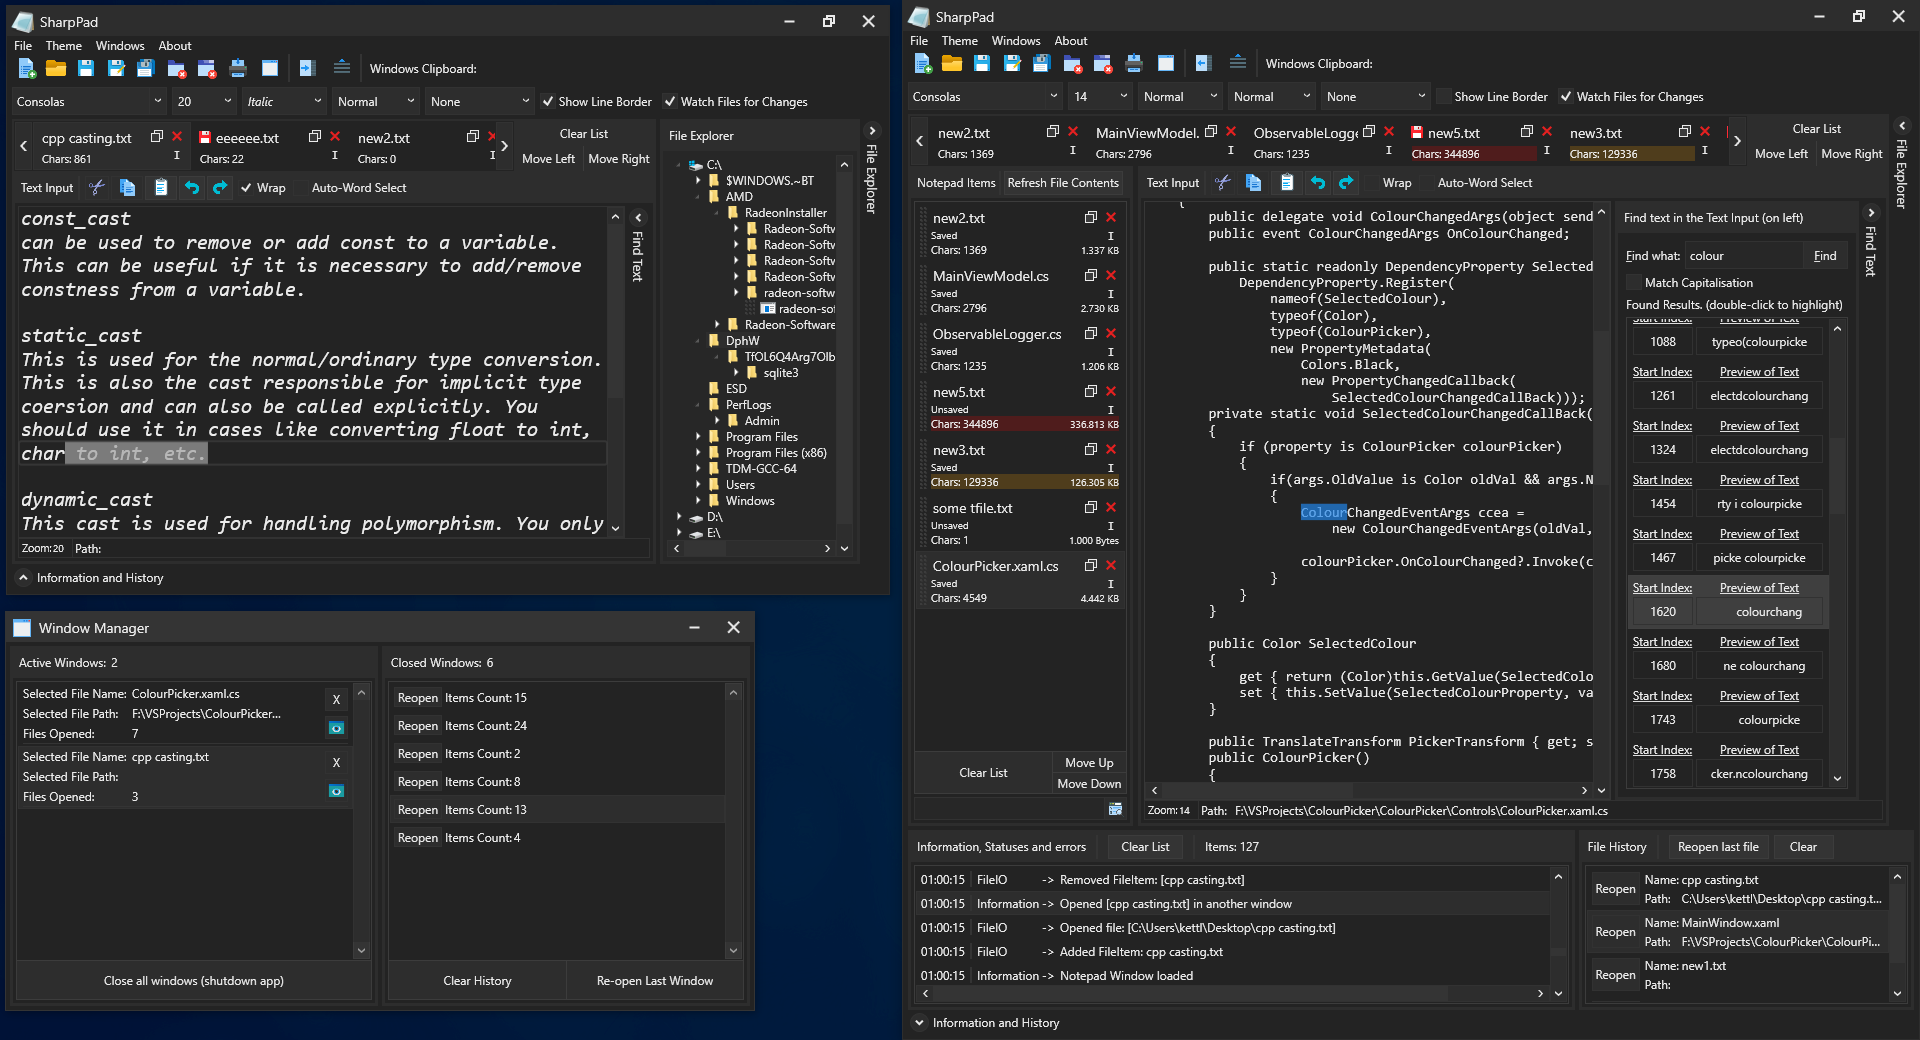 SharpPad
File Theme Windows About
Windows Clipboard:
Consolas 20 Italic Normal None Show Line Border Watch Files for Changes
cpp casting.txt
Chars: 861
eeeeee.txt
Chars: 22
new2.txt
Chars: 0
Clear List
Move Left Move Right
Text Input Wrap Auto-Word Select
const_cast
can be used to remove or add const to a variable.
This can be useful if it is necessary to add/remove
constness from a variable.
static_cast
This is used for the normal/ordinary type conversion.
This is also the cast responsible for implicit type
coersion and can also be called explicitly. You
should use it in cases like converting float to int,
char to int, etc.
dynamic_cast
This cast is used for handling polymorphism. You only
Zoom: 20 Path:
Find Text
File Explorer
C:\
$WINDOWS.~BT
AMD
RadeonInstaller
Radeon-Softw
Radeon-Softw
Radeon-Softw
Radeon-Softw
radeon-softw
radeon-sof
Radeon-Software
DphW
sqlite3
ESD
PerfLogs
Admin
Program Files
Program Files (x86)
TDM-GCC-64
Users
Windows
D:\
E:\
File Explorer
Information and History
Window Manager
Active Windows: 2
Selected File Name: ColourPicker.xaml.cs X
Selected File Path: F:\VSProjects\ColourPicker...
Files Opened: 7
Selected File Name: cpp casting.txt X
Selected File Path:
Files Opened: 3
Close all windows (shutdown app)
Closed Windows: 6
Reopen Items Count: 15
Reopen Items Count: 24
Reopen Items Count: 2
Reopen Items Count: 8
Reopen Items Count: 13
Reopen Items Count: 4
Clear History Re-open Last Window
SharpPad
File Theme Windows About
Windows Clipboard:
Consolas 14 Normal Normal None Show Line Border Watch Files for Changes
new2.txt
Chars: 1369
MainViewModel.
Chars: 2796
ObservableLogge
Chars: 1235
new5.txt
Chars: 344896
new3.txt
Chars: 129336
Clear List
Move Left Move Right
Notepad Items Refresh File Contents
new2.txt
Saved
Chars: 1369 1.337 KB
MainViewModel.cs
Saved
Chars: 2796 2.730 KB
ObservableLogger.cs
Saved
Chars: 1235 1.206 KB
new5.txt
Unsaved
Chars: 344896 336.813 KB
new3.txt
Saved
Chars: 129336 126.305 KB
some tfile.txt
Unsaved
Chars: 1 1.000 Bytes
ColourPicker.xaml.cs
Saved
Chars: 4549 4.442 KB
Clear List
Move Up
Move Down
Text Input Wrap Auto-Word Select
{
public delegate void ColourChangedArgs(object send
public event ColourChangedArgs OnColourChanged;
public static readonly DependencyProperty Selected
DependencyProperty.Register(
nameof(SelectedColour),
typeof(Color),
typeof(ColourPicker),
new PropertyMetadata(
Colors.Black,
new PropertyChangedCallback(
SelectedColourChangedCallBack)));
private static void SelectedColourChangedCallBack(
{
if (property is ColourPicker colourPicker)
{
if(args.OldValue is Color oldVal && args.N
{
ColourChangedEventArgs ccea =
new ColourChangedEventArgs(oldVal,
colourPicker.OnColourChanged?.Invoke(c
}
}
}
public Color SelectedColour
{
get { return (Color)this.GetValue(SelectedColo
set { this.SetValue(SelectedColourProperty, va
}
public TranslateTransform PickerTransform { get; s
public ColourPicker()
{
Zoom: 14 Path: F:\VSProjects\ColourPicker\ColourPicker\Controls\ColourPicker.xaml.cs
Find text in the Text Input (on left)
Find what: colour Find
Match Capitalisation
Found Results. (double-click to highlight)
Start Index: Preview of Text
1088 typeo(colourpicke
Start Index: Preview of Text
1261 electdcolourchang
Start Index: Preview of Text
1324 electdcolourchang
Start Index: Preview of Text
1454 rty i colourpicke
Start Index: Preview of Text
1467 picke colourpicke
Start Index: Preview of Text
1620 colourchang
Start Index: Preview of Text
1680 ne colourchang
Start Index: Preview of Text
1743 colourpicke
Start Index: Preview of Text
1758 cker.ncolourchang
Find Text
File Explorer
Information, Statuses and errors Clear List Items: 127
01:00:15 FileIO -> Removed FileItem: [cpp casting.txt]
01:00:15 Information -> Opened [cpp casting.txt] in another window
01:00:15 FileIO -> Opened file: [C:\Users\kettl\Desktop\cpp casting.txt]
01:00:15 FileIO -> Added FileItem: cpp casting.txt
01:00:15 Information -> Notepad Window loaded
File History Reopen last file Clear
Reopen Name: cpp casting.txt
Path: C:\Users\kettl\Desktop\cpp casting.t...
Reopen Name: MainWindow.xaml
Path: F:\VSProjects\ColourPicker\ColourPi...
Reopen Name: new1.txt
Path:
Information and History